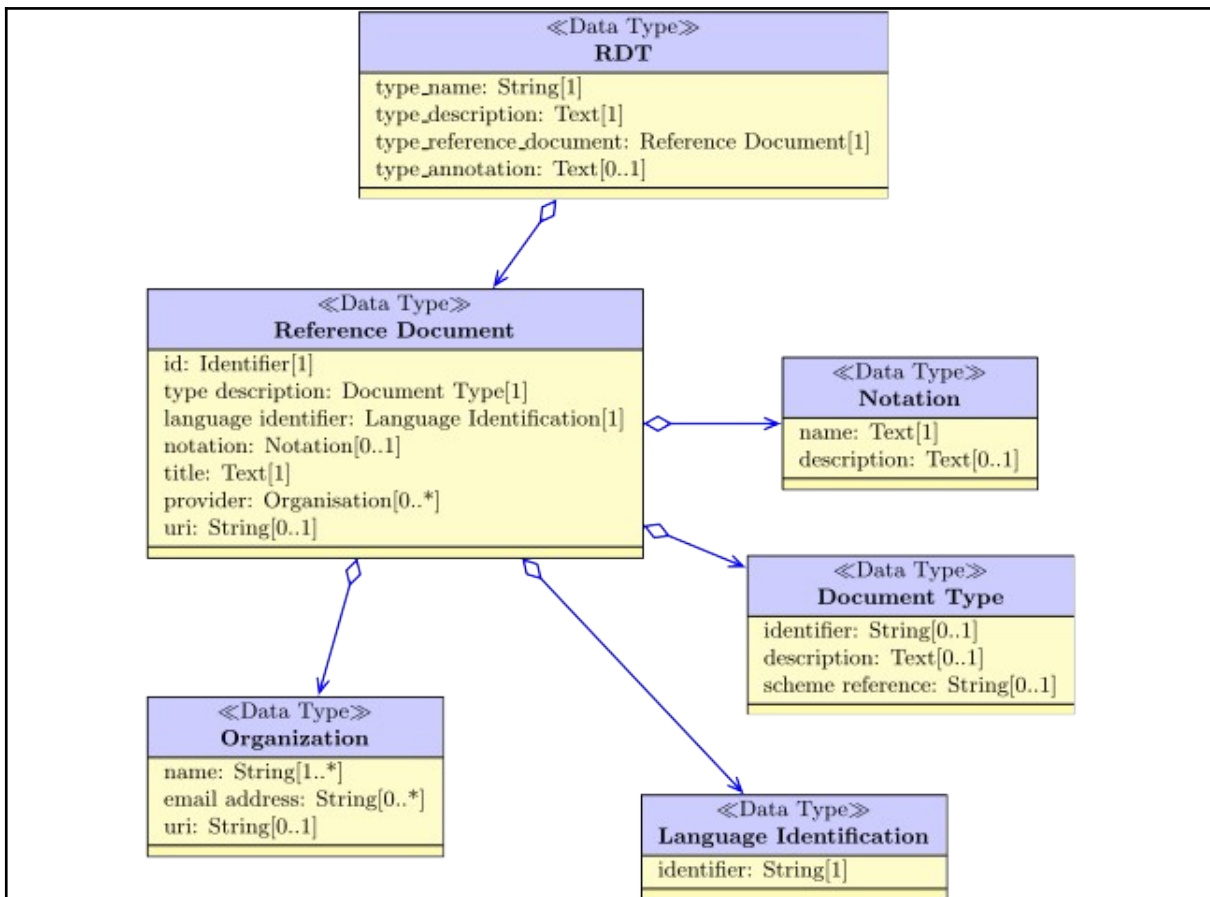 ≪Data Type≫
RDT
type_name: String[1]
type_description: Text[1]
type_reference_document: Reference Document[1]
type_annotation: Text[0..1]
≪Data Type≫
Reference Document
id: Identifier[1]
type description: Document Type[1]
language identifier: Language Identification[1]
notation: Notation[0..1]
title: Text[1]
provider: Organisation[0..*]
uri: String[0..1]
≪Data Type≫
Notation
name: Text[1]
description: Text[0..1]
≪Data Type≫
Document Type
identifier: String[0..1]
description: Text[0..1]
scheme reference: String[0..1]
≪Data Type≫
Organization
name: String[1..*]
email address: String[0..*]
uri: String[0..1]
≪Data Type≫
Language Identification
identifier: String[1]